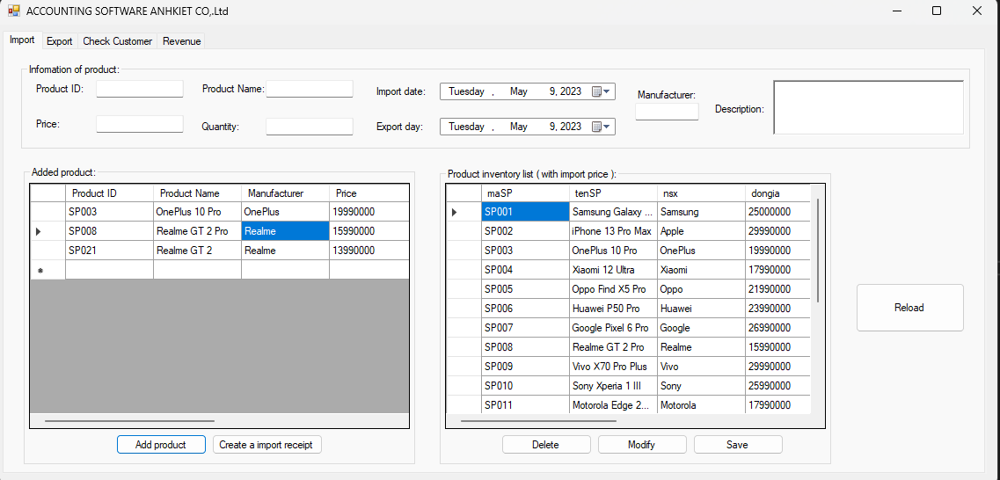 ACCOUNTING SOFTWARE ANHKIET CO,.Ltd
Import Export Check Customer Revenue
Infomation of product:
Product ID: Product Name: Import date: Tuesday , May 9, 2023 Manufacturer: Description:
Price: Quantity: Export day: Tuesday , May 9, 2023
Added product:
Product ID Product Name Manufacturer Price
SP003 OnePlus 10 Pro OnePlus 19990000
SP008 Realme GT 2 Pro Realme 15990000
SP021 Realme GT 2 Realme 13990000
Add product Create a import receipt
Product inventory list ( with import price ):
maSP tenSP nsx dongia
SP001 Samsung Galaxy ... Samsung 25000000
SP002 iPhone 13 Pro Max Apple 29990000
SP003 OnePlus 10 Pro OnePlus 19990000
SP004 Xiaomi 12 Ultra Xiaomi 17990000
SP005 Oppo Find X5 Pro Oppo 21990000
SP006 Huawei P50 Pro Huawei 23990000
SP007 Google Pixel 6 Pro Google 26990000
SP008 Realme GT 2 Pro Realme 15990000
SP009 Vivo X70 Pro Plus Vivo 29990000
SP010 Sony Xperia 1 III Sony 25990000
SP011 Motorola Edge 2... Motorola 17990000
Delete Modify Save
Reload